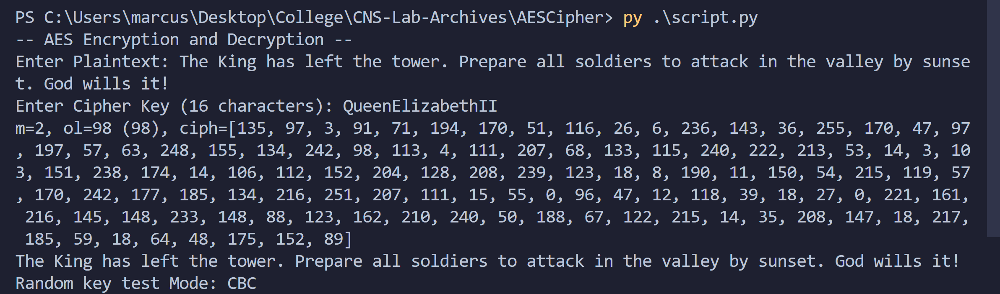 PS C:\Users\marcus\Desktop\College\CNS-Lab-Archives\AESCipher> py .\script.py
-- AES Encryption and Decryption --
Enter Plaintext: The King has left the tower. Prepare all soldiers to attack in the valley by sunse
t. God wills it!
Enter Cipher Key (16 characters): QueenElizabethII
m=2, ol=98 (98), ciph=[135, 97, 3, 91, 71, 194, 170, 51, 116, 26, 6, 236, 143, 36, 255, 170, 47, 97
, 197, 57, 63, 248, 155, 134, 242, 98, 113, 4, 111, 207, 68, 133, 115, 240, 222, 213, 53, 14, 3, 10
3, 151, 238, 174, 14, 106, 112, 152, 204, 128, 208, 239, 123, 18, 8, 190, 11, 150, 54, 215, 119, 57
, 170, 242, 177, 185, 134, 216, 251, 207, 111, 15, 55, 0, 96, 47, 12, 118, 39, 18, 27, 0, 221, 161,
 216, 145, 148, 233, 148, 88, 123, 162, 210, 240, 50, 188, 67, 122, 215, 14, 35, 208, 147, 18, 217,
 185, 59, 18, 64, 48, 175, 152, 89]
The King has left the tower. Prepare all soldiers to attack in the valley by sunset. God wills it!
Random key test Mode: CBC